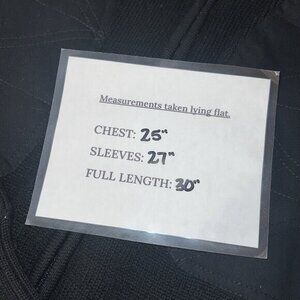 Measurements taken lying flat.
CHEST: 25"
SLEEVES: 27"
FULL LENGTH: 30"